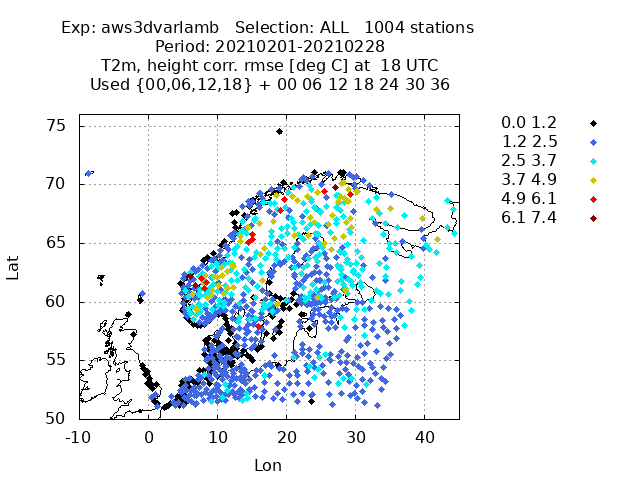 Exp: aws3dvarlamb   Selection: ALL   1004 stations
Period: 20210201-20210228
T2m, height corr. rmse [deg C] at  18 UTC
Used {00,06,12,18} + 00 06 12 18 24 30 36
75
70
65
60
55
50
-10 0 10 20 30 40
Lat
Lon
0.0 1.2
1.2 2.5
2.5 3.7
3.7 4.9
4.9 6.1
6.1 7.4